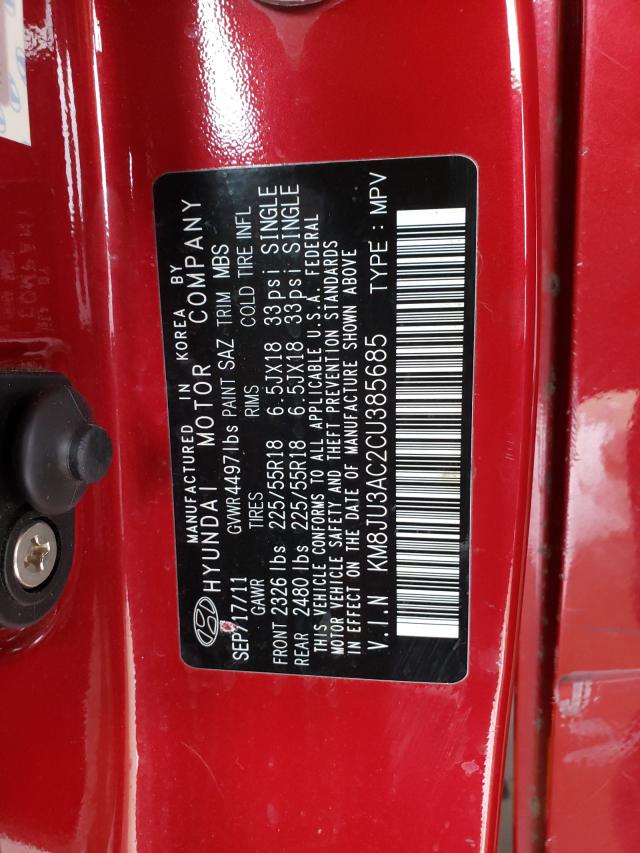 MANUFACTURED IN KOREA BY
HYUNDAI MOTOR COMPANY
SEP/17/11 GVWR 4497 lbs PAINT SAZ TRIM MBS
GAWR TIRES RIMS COLD TIRE INFL
FRONT 2326 lbs 225/55R18 6.5JX18 33psi SINGLE
REAR 2480 lbs 225/55R18 6.5JX18 33psi SINGLE
THIS VEHICLE CONFORMS TO ALL APPLICABLE U.S.A. FEDERAL
MOTOR VEHICLE SAFETY AND THEFT PREVENTION STANDARDS
IN EFFECT ON THE DATE OF MANUFACTURE SHOWN ABOVE
V.I.N KM8JU3AC2CU385685 TYPE : MPV